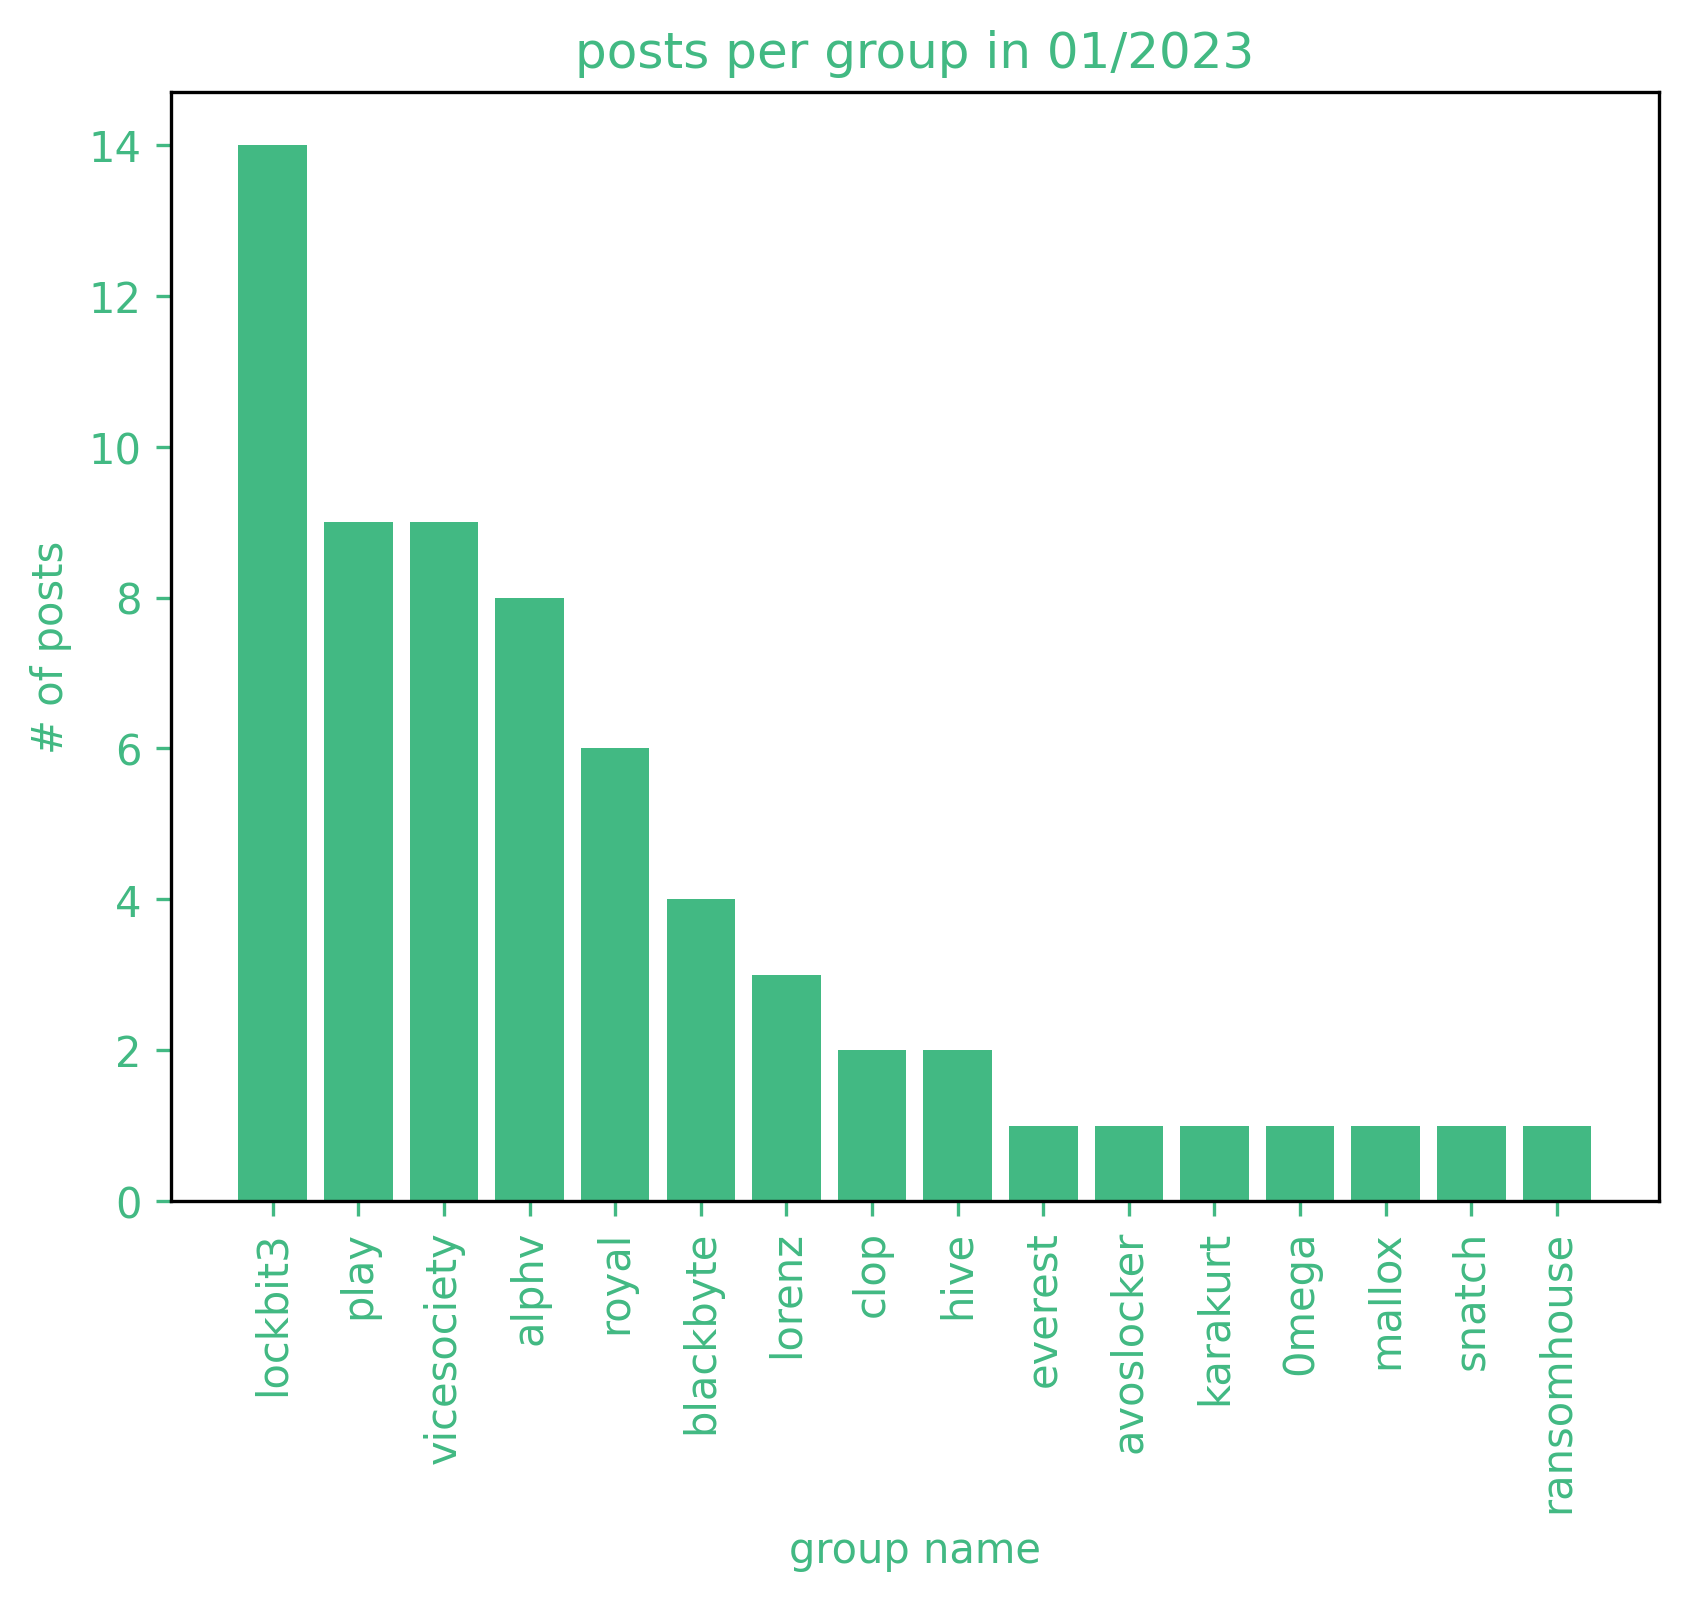 posts per group in 01/2023
14
12
10
8
6
4
2
0
# of posts
lockbit3
play
vicesociety
alphv
royal
blackbyte
lorenz
clop
hive
everest
avoslocker
karakurt
0mega
mallox
snatch
ransomhouse
group name